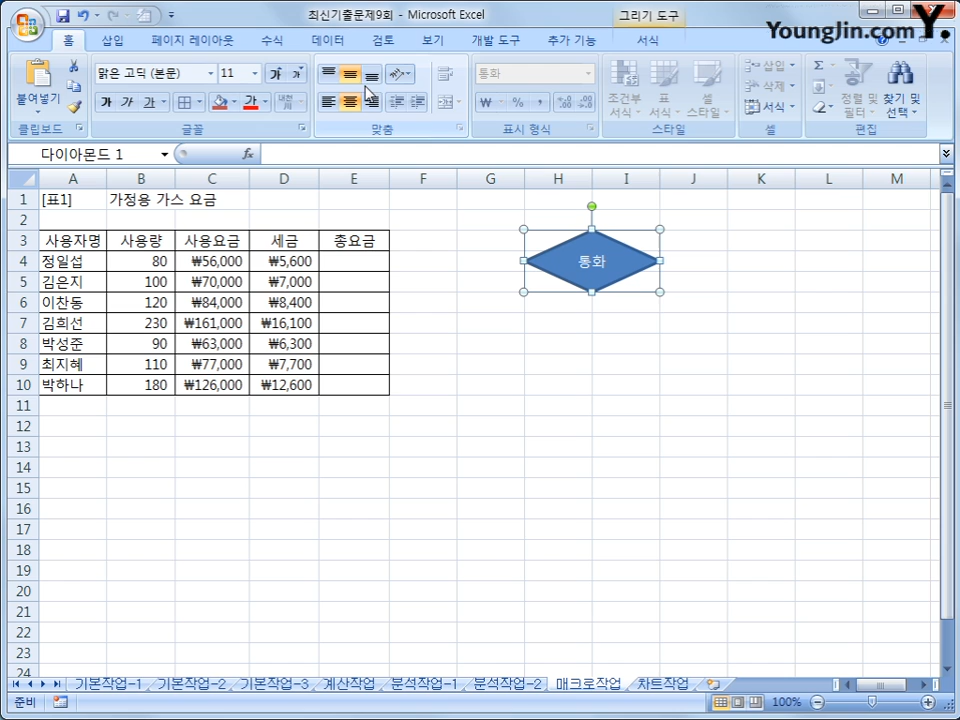 최신기출문제9회 - Microsoft Excel
그리기 도구
YoungJin.com Y.
홈 삽입 페이지 레이아웃 수식 데이터 검토 보기 개발 도구 추가 기능 서식
붙여넣기
맑은 고딕 (본문) 11
가 가 가 가 가 가
일반
% ,
조건부 서식 표 서식 셀 스타일
삽입
삭제
서식
Σ
정렬 및 필터 찾기 및 선택
클립보드 글꼴 맞춤 표시 형식 스타일 셀 편집
다이아몬드 1 fx
A B C D E F G H I J K L M
1 [표1] 가정용 가스 요금
2
3 사용자명 사용량 사용요금 세금 총요금
4 정일섭 80 ₩56,000 ₩5,600
통화
5 김은지 100 ₩70,000 ₩7,000
6 이찬동 120 ₩84,000 ₩8,400
7 김희선 230 ₩161,000 ₩16,100
8 박성준 90 ₩63,000 ₩6,300
9 최지혜 110 ₩77,000 ₩7,700
10 박하나 180 ₩126,000 ₩12,600
11
12
13
14
15
16
17
18
19
20
21
22
23
24
기본작업-1 기본작업-2 기본작업-3 계산작업 분석작업-1 분석작업-2 매크로작업 차트작업
준비 100%